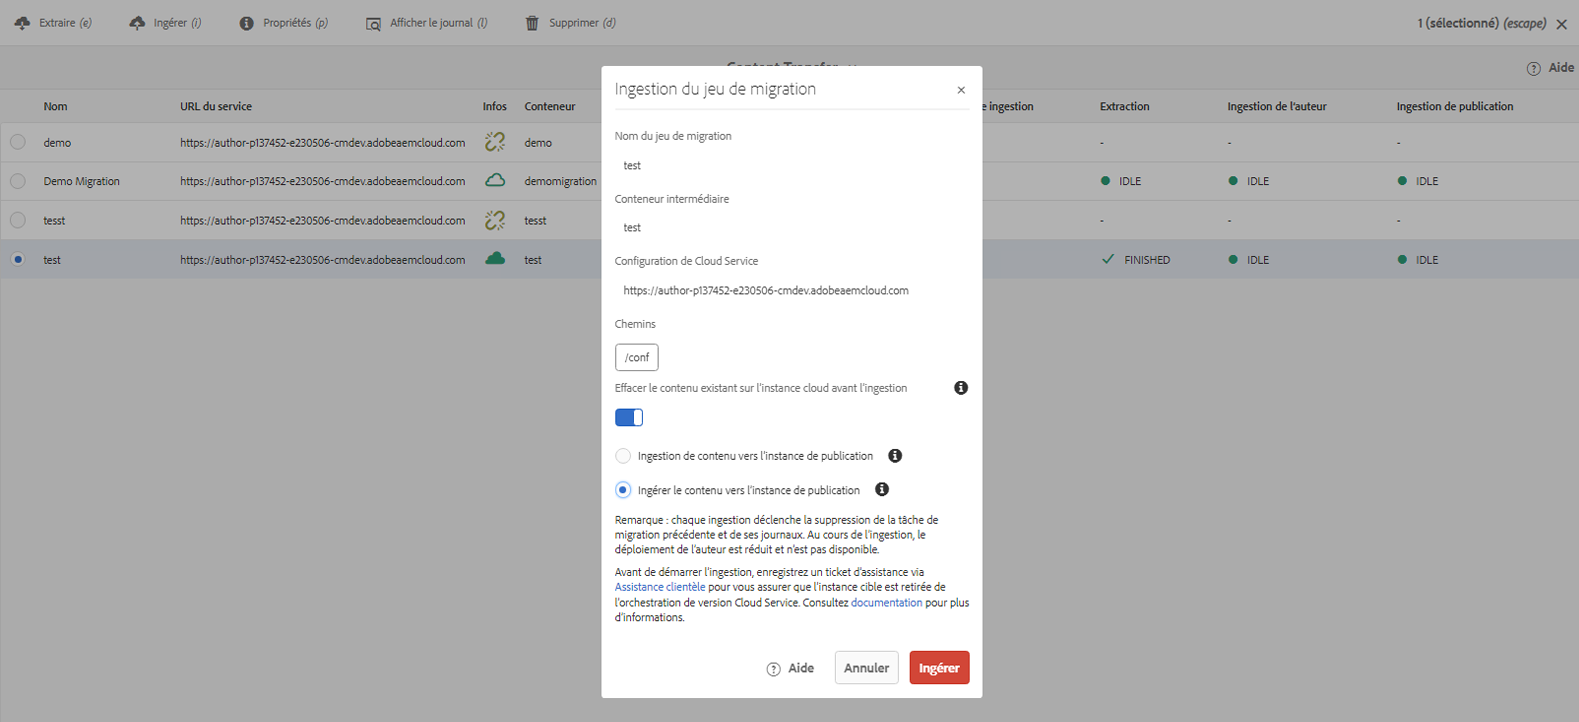 Extraire (e) Ingérer (i) Propriétés (p) Afficher le journal (l) Supprimer (d) 1 (sélectionné) (escape)
Aide
Nom URL du service Infos Conteneur e ingestion Extraction Ingestion de l'auteur Ingestion de publication
demo https://author-p137452-e230506-cmdev.adobeaemcloud.com demo - - -
Demo Migration https://author-p137452-e230506-cmdev.adobeaemcloud.com demomigration IDLE IDLE IDLE
tesst https://author-p137452-e230506-cmdev.adobeaemcloud.com tesst - - -
test https://author-p137452-e230506-cmdev.adobeaemcloud.com test FINISHED IDLE IDLE
Ingestion du jeu de migration
Nom du jeu de migration
test
Conteneur intermédiaire
test
Configuration de Cloud Service
https://author-p137452-e230506-cmdev.adobeaemcloud.com
Chemins
/conf
Effacer le contenu existant sur l'instance cloud avant l'ingestion
Ingestion de contenu vers l'instance de publication
Ingérer le contenu vers l'instance de publication
Remarque : chaque ingestion déclenche la suppression de la tâche de
migration précédente et de ses journaux. Au cours de l'ingestion, le
déploiement de l'auteur est réduit et n'est pas disponible.
Avant de démarrer l'ingestion, enregistrez un ticket d'assistance via
Assistance clientèle pour vous assurer que l'instance cible est retirée de
l'orchestration de version Cloud Service. Consultez documentation pour plus
d'informations.
Aide Annuler Ingérer